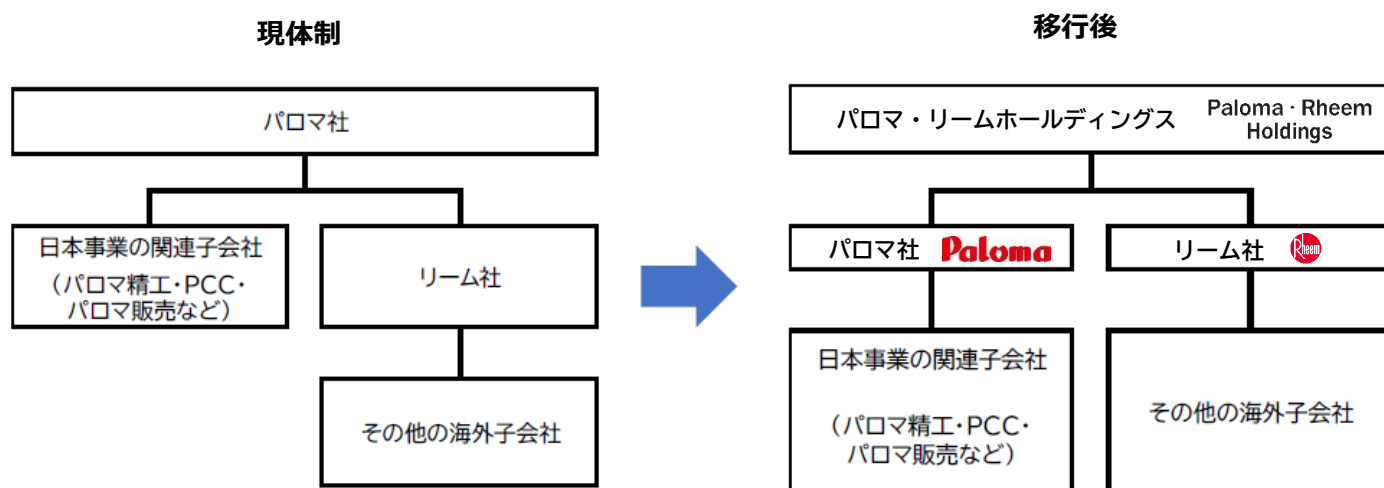 現体制
パロマ社
日本事業の関連子会社
（パロマ精工・PCC・
パロマ販売など）
リーム社
その他の海外子会社
移行後
パロマ・リームホールディングス
Paloma・Rheem
Holdings
パロマ社 Paloma
リーム社 Rheem
日本事業の関連子会社
（パロマ精工・PCC・
パロマ販売など）
その他の海外子会社